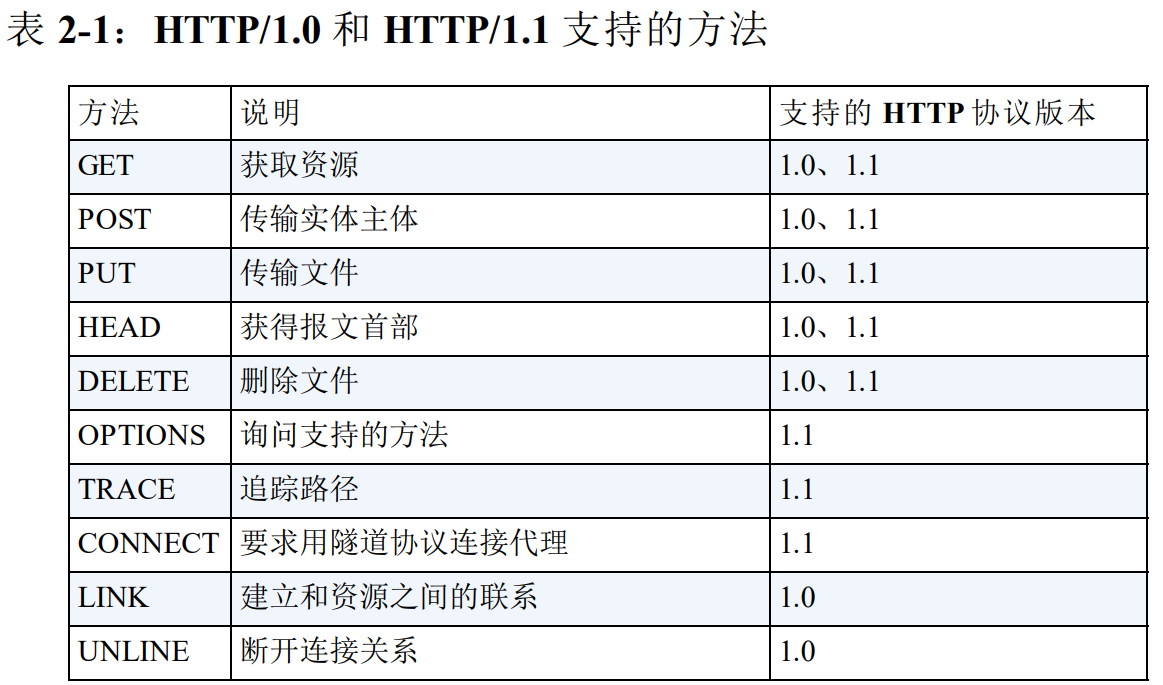 表 2-1：HTTP/1.0 和 HTTP/1.1 支持的方法
方法 说明 支持的 HTTP 协议版本
GET 获取资源 1.0、1.1
POST 传输实体主体 1.0、1.1
PUT 传输文件 1.0、1.1
HEAD 获得报文首部 1.0、1.1
DELETE 删除文件 1.0、1.1
OPTIONS 询问支持的方法 1.1
TRACE 追踪路径 1.1
CONNECT 要求用隧道协议连接代理 1.1
LINK 建立和资源之间的联系 1.0
UNLINE 断开连接关系 1.0